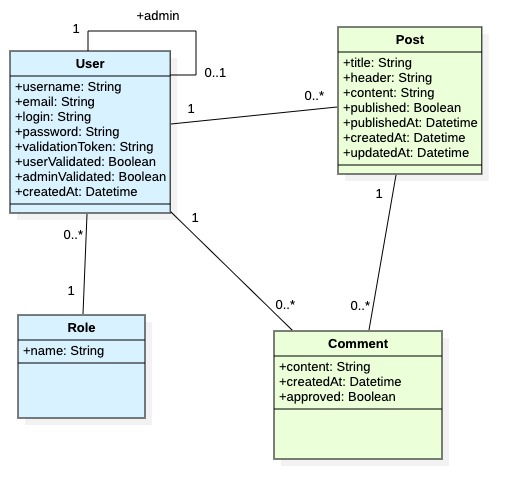 +admin
1
0..1
User
+username: String
+email: String
+login: String
+password: String
+validationToken: String
+userValidated: Boolean
+adminValidated: Boolean
+createdAt: Datetime
1
0..*
Post
+title: String
+header: String
+content: String
+published: Boolean
+publishedAt: Datetime
+createdAt: Datetime
+updatedAt: Datetime
0..*
1
1
0..*
1
0..*
Role
+name: String
Comment
+content: String
+createdAt: Datetime
+approved: Boolean